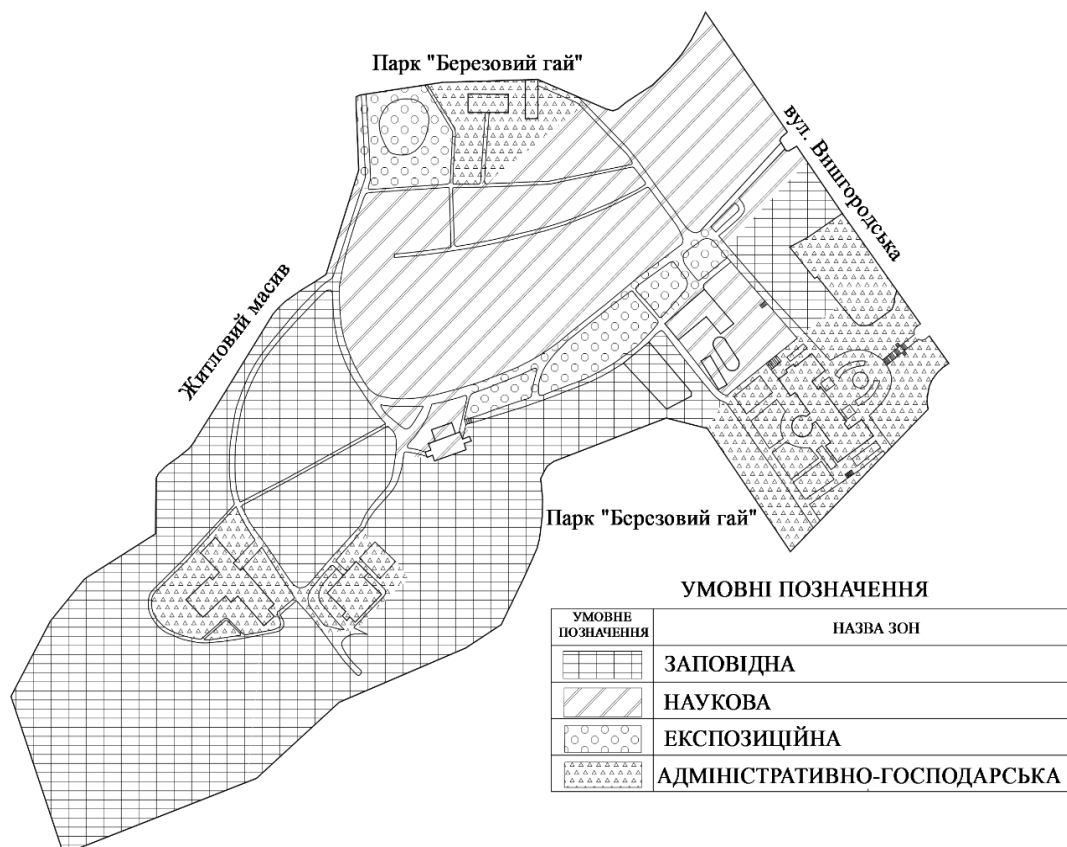 Парк "Березовий гай"
вул. Вишгородська
Житловий масив
Парк "Березовий гай"
УМОВНІ ПОЗНАЧЕННЯ
УМОВНЕ ПОЗНАЧЕННЯ
НАЗВА ЗОН
ЗАПОВІДНА
НАУКОВА
ЕКСПОЗИЦІЙНА
АДМІНІСТРАТИВНО-ГОСПОДАРСЬКА